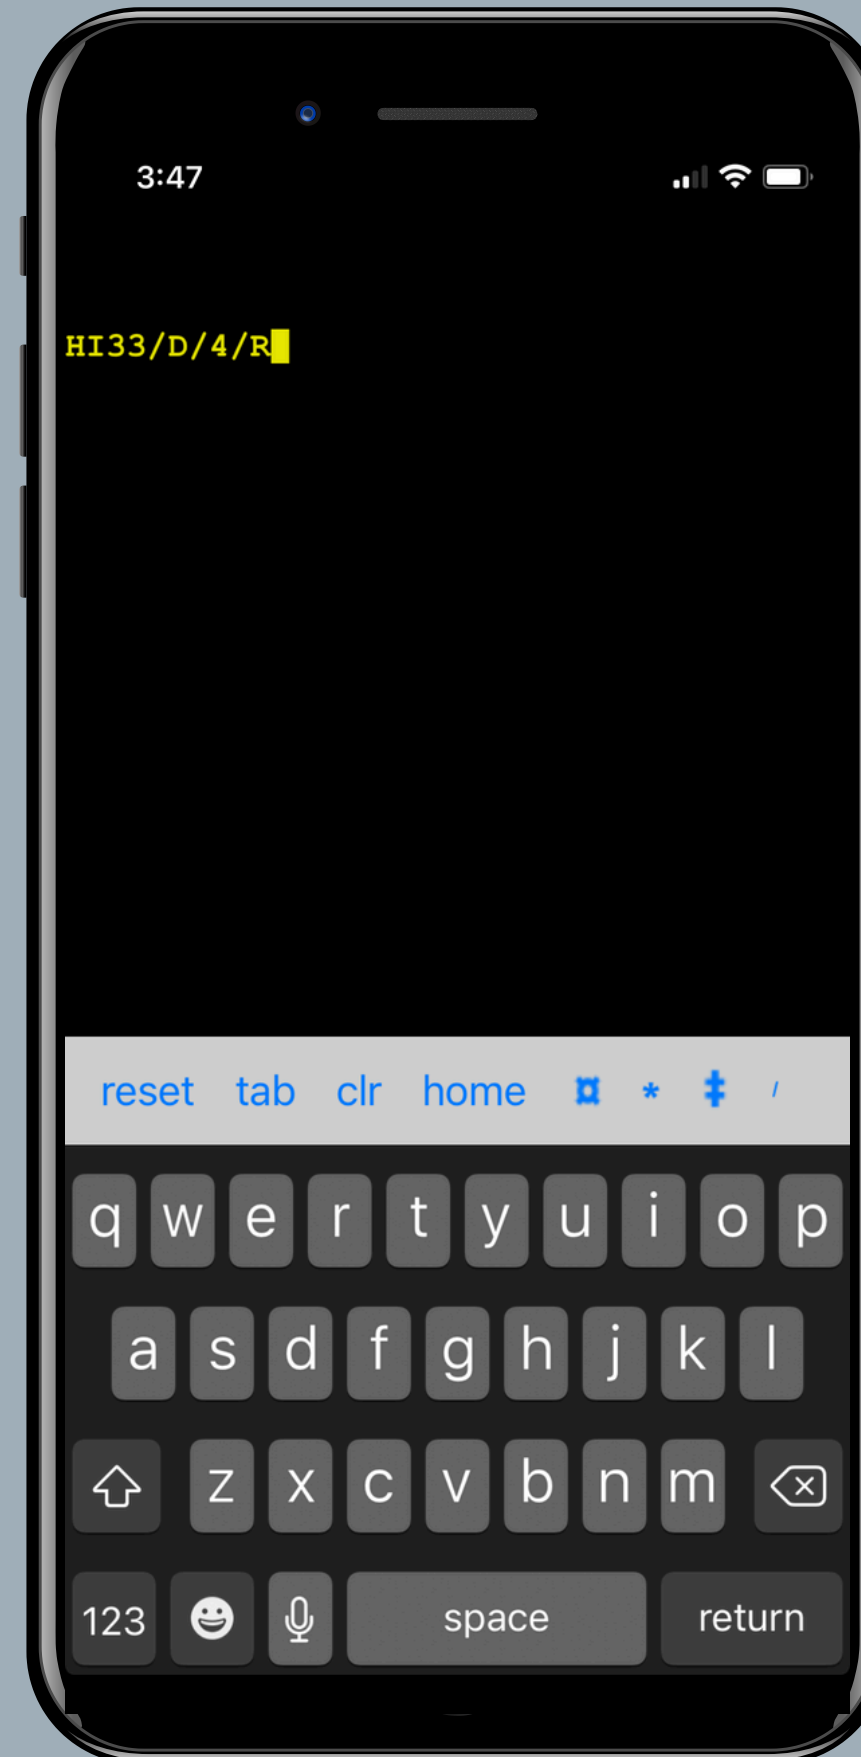 3:47
HI33/D/4/R
reset tab clr home ¤ * ‡ /
q w e r t y u i o p
a s d f g h j k l
z x c v b n m
123 space return